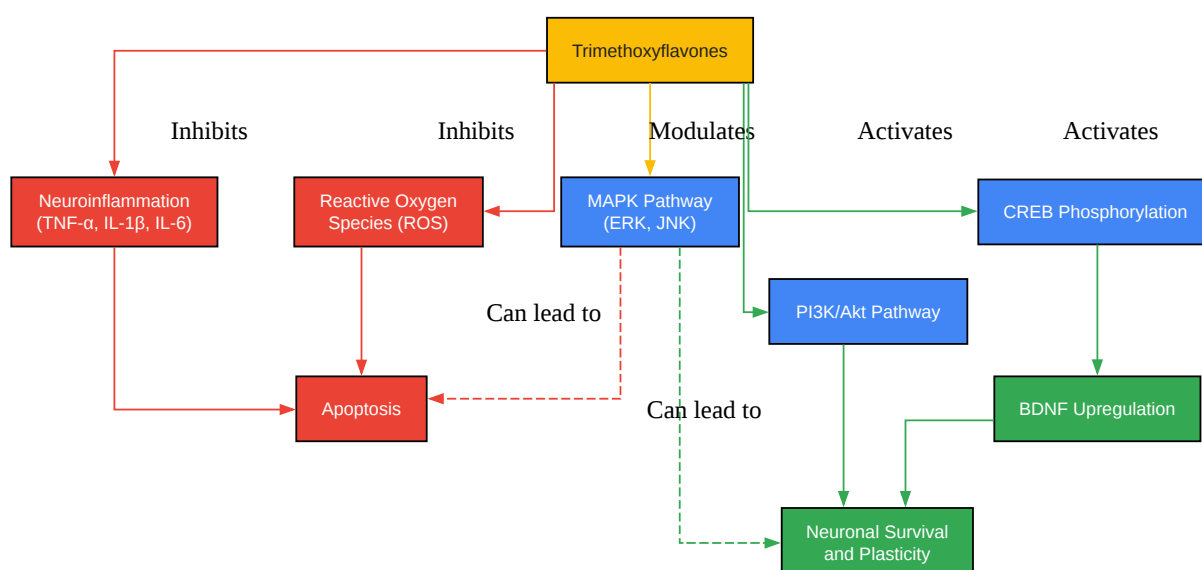 Trimethoxyflavones
Inhibits
Inhibits
Modulates
Activates
Activates
Neuroinflammation
(TNF-α, IL-1β, IL-6)
Reactive Oxygen
Species (ROS)
MAPK Pathway
(ERK, JNK)
CREB Phosphorylation
Can lead to
PI3K/Akt Pathway
Apoptosis
Can lead to
BDNF Upregulation
Neuronal Survival
and Plasticity